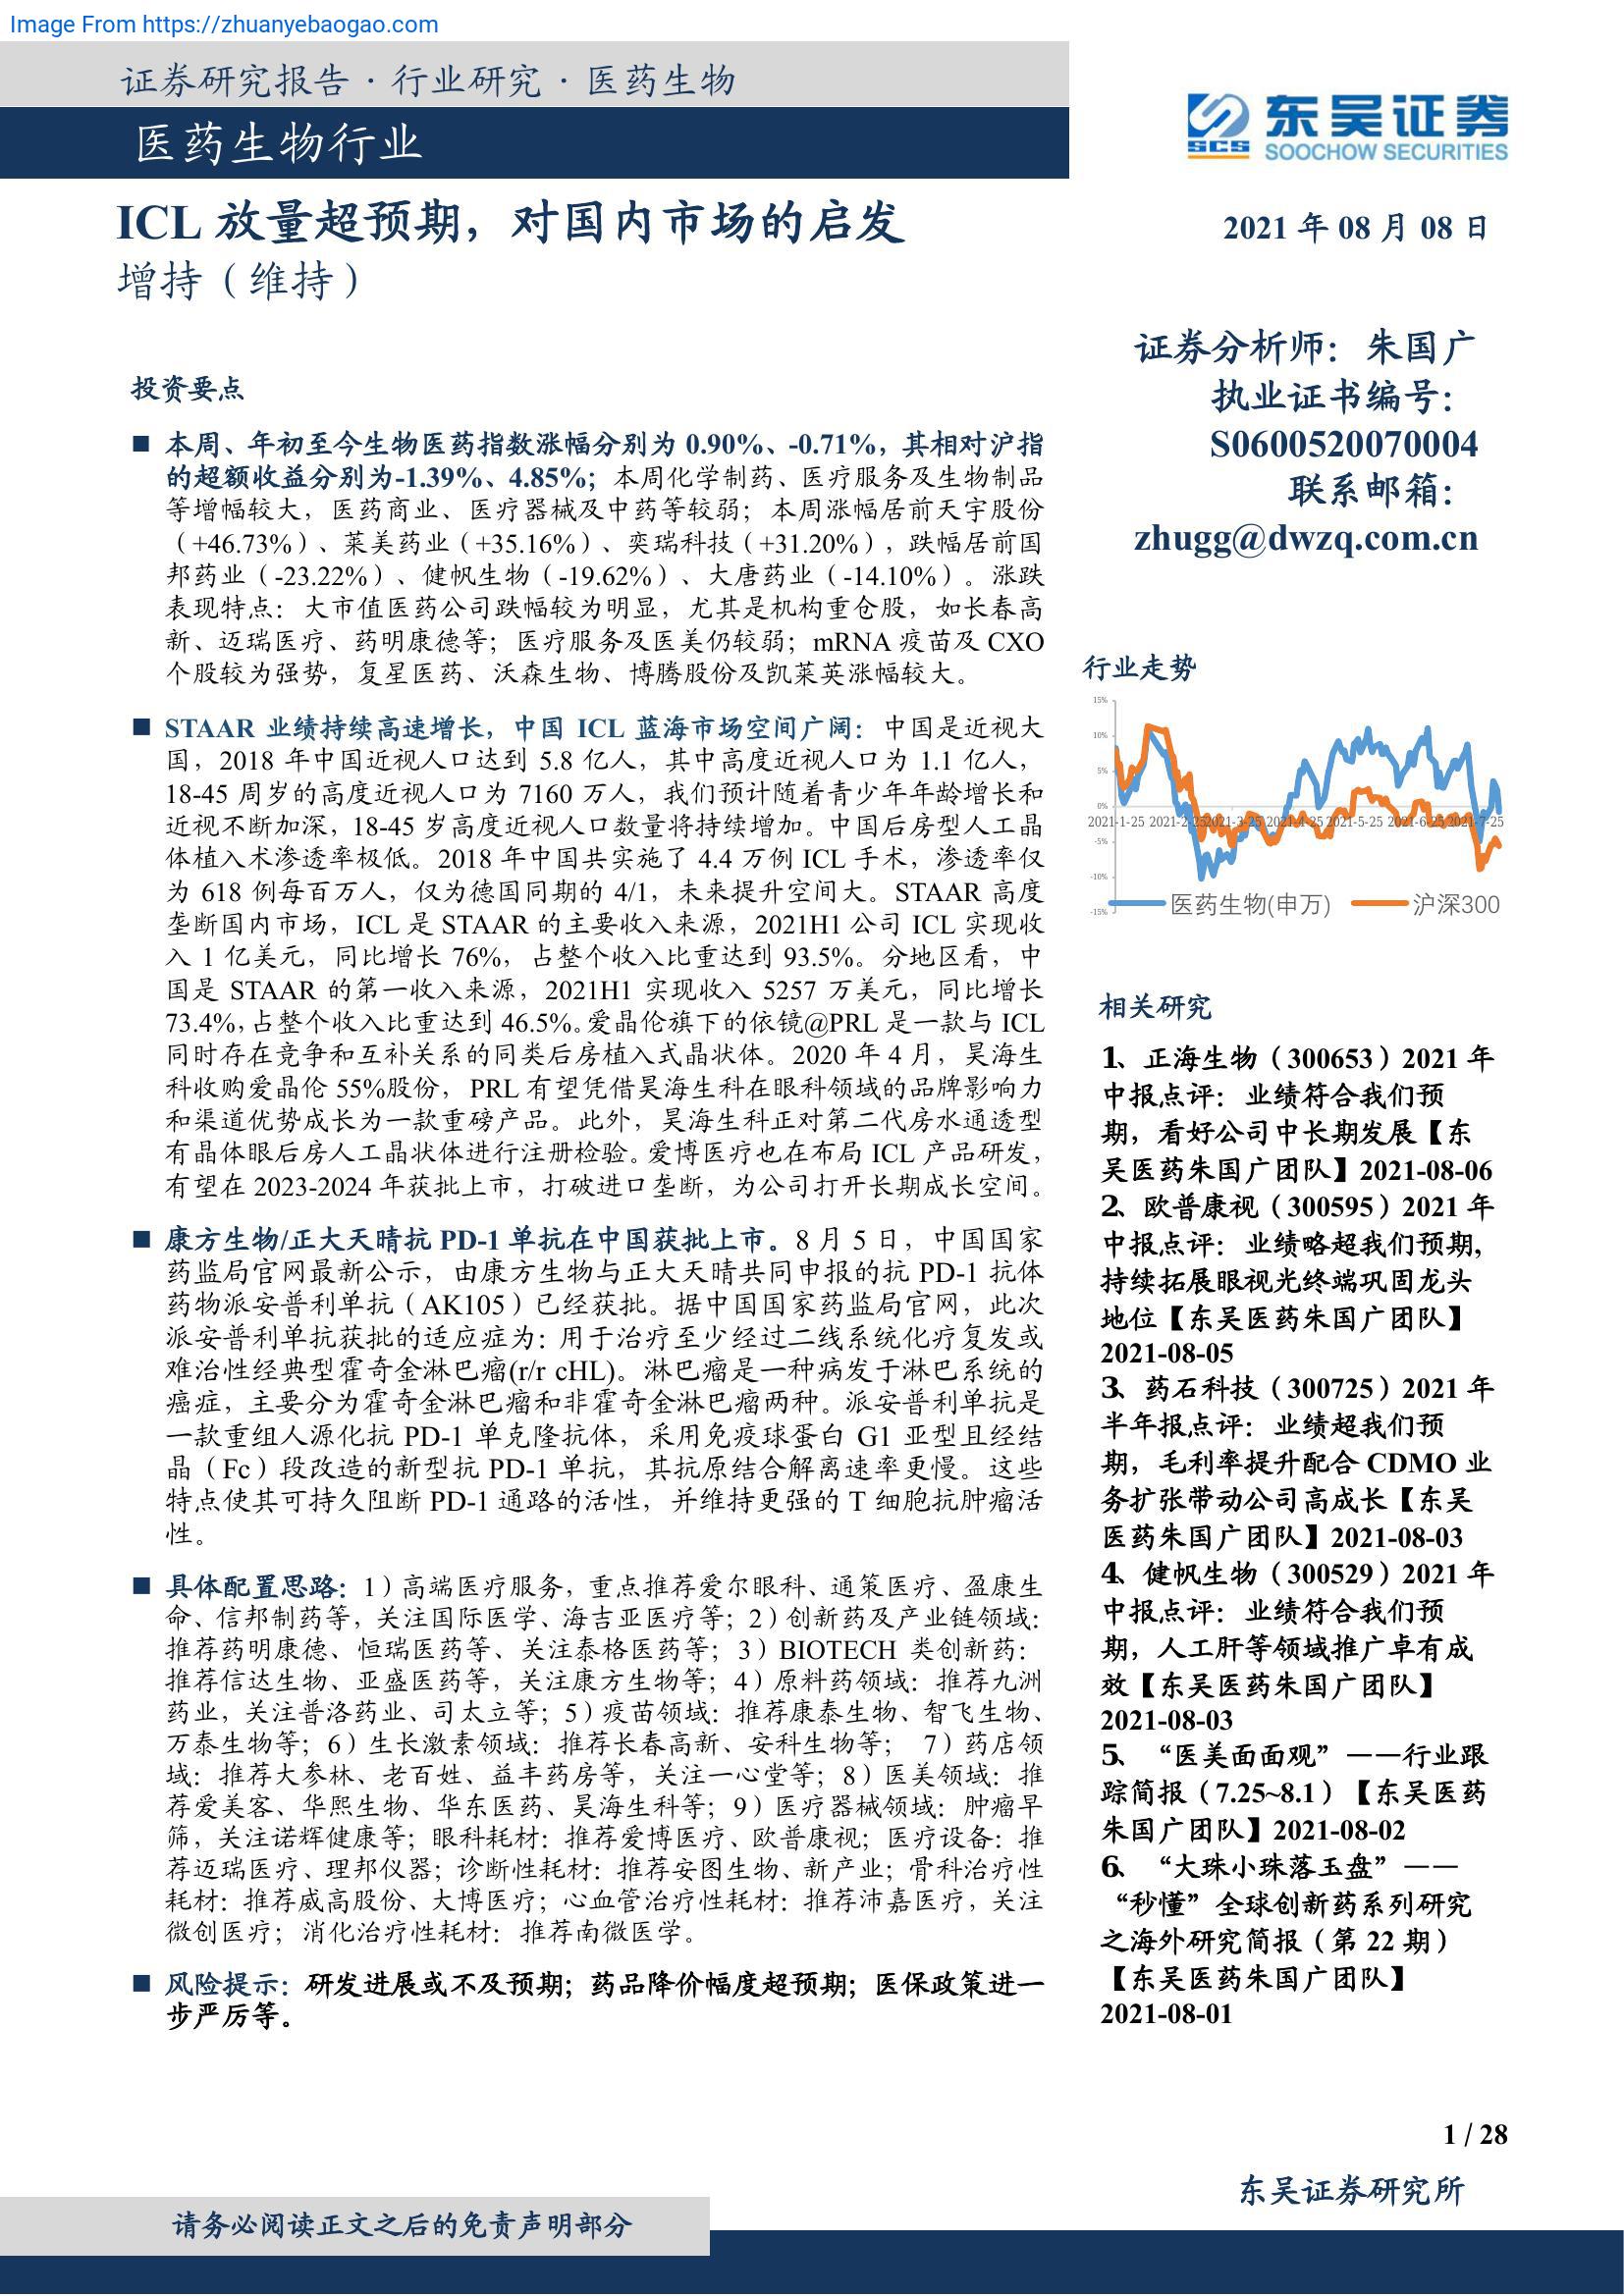 Image From https://zhuanyebaogao.com
证券研究报告·行业研究·医药生物
医药生物行业
东吴证券
SCS
SOOCHOW SECURITIES
ICL 放量超预期，对国内市场的启发
增持（维持）
2021 年 08 月 08 日
证券分析师：朱国广
执业证书编号：
S0600520070004
联系邮箱：
zhugg@dwzq.com.cn
投资要点
■ 本周、年初至今生物医药指数涨幅分别为 0.90%、-0.71%，其相对沪指
的超额收益分别为-1.39%、4.85%；本周化学制药、医疗服务及生物制品
等增幅较大，医药商业、医疗器械及中药等较弱；本周涨幅居前天宇股份
（+46.73%）、莱美药业（+35.16%）、奕瑞科技（+31.20%），跌幅居前国
邦药业（-23.22%）、健帆生物（-19.62%）、大唐药业（-14.10%）。涨跌
表现特点：大市值医药公司跌幅较为明显，尤其是机构重仓股，如长春高
新、迈瑞医疗、药明康德等；医疗服务及医美仍较弱；mRNA 疫苗及 CXO
个股较为强势，复星医药、沃森生物、博腾股份及凯莱英涨幅较大。
■ STAAR 业绩持续高速增长，中国 ICL 蓝海市场空间广阔：中国是近视大
国，2018 年中国近视人口达到 5.8 亿人，其中高度近视人口为 1.1 亿人，
18-45 周岁的高度近视人口为 7160 万人，我们预计随着青少年年龄增长和
近视不断加深，18-45 岁高度近视人口数量将持续增加。中国后房型人工晶
体植入术渗透率极低。2018 年中国共实施了 4.4 万例 ICL 手术，渗透率仅
为 618 例每百万人，仅为德国同期的 4/1，未来提升空间大。STAAR 高度
垄断国内市场，ICL 是 STAAR 的主要收入来源，2021H1 公司 ICL 实现收
入 1 亿美元，同比增长 76%，占整个收入比重达到 93.5%。分地区看，中
国是 STAAR 的第一收入来源，2021H1 实现收入 5257 万美元，同比增长
73.4%，占整个收入比重达到 46.5%。爱晶伦旗下的依镜@PRL 是一款与 ICL
同时存在竞争和互补关系的同类后房植入式晶状体。2020 年 4 月，昊海生
科收购爱晶伦 55%股份，PRL 有望凭借昊海生科在眼科领域的品牌影响力
和渠道优势成长为一款重磅产品。此外，昊海生科正对第二代房水通透型
有晶体眼后房人工晶状体进行注册检验。爱博医疗也在布局 ICL 产品研发，
有望在 2023-2024 年获批上市，打破进口垄断，为公司打开长期成长空间。
■ 康方生物/正大天晴抗 PD-1 单抗在中国获批上市。8 月 5 日，中国国家
药监局官网最新公示，由康方生物与正大天晴共同申报的抗 PD-1 抗体
药物派安普利单抗（AK105）已经获批。据中国国家药监局官网，此次
派安普利单抗获批的适应症为：用于治疗至少经过二线系统化疗复发或
难治性经典型霍奇金淋巴瘤(r/r cHL)。淋巴瘤是一种病发于淋巴系统的
癌症，主要分为霍奇金淋巴瘤和非霍奇金淋巴瘤两种。派安普利单抗是
一款重组人源化抗 PD-1 单克隆抗体，采用免疫球蛋白 G1 亚型且经结
晶（Fc）段改造的新型抗 PD-1 单抗，其抗原结合解离速率更慢。这些
特点使其可持久阻断 PD-1 通路的活性，并维持更强的 T 细胞抗肿瘤活
性。
■ 具体配置思路：1）高端医疗服务，重点推荐爱尔眼科、通策医疗、盈康生
命、信邦制药等，关注国际医学、海吉亚医疗等；2）创新药及产业链领域：
推荐药明康德、恒瑞医药等、关注泰格医药等；3）BIOTECH 类创新药：
推荐信达生物、亚盛医药等，关注康方生物等；4）原料药领域：推荐九洲
药业，关注普洛药业、司太立等；5）疫苗领域：推荐康泰生物、智飞生物、
万泰生物等；6）生长激素领域：推荐长春高新、安科生物等； 7）药店领
域：推荐大参林、老百姓、益丰药房等，关注一心堂等；8）医美领域：推
荐爱美客、华熙生物、华东医药、昊海生科等；9）医疗器械领域：肿瘤早
筛，关注诺辉健康等；眼科耗材：推荐爱博医疗、欧普康视；医疗设备：推
荐迈瑞医疗、理邦仪器；诊断性耗材：推荐安图生物、新产业；骨科治疗性
耗材：推荐威高股份、大博医疗；心血管治疗性耗材：推荐沛嘉医疗，关注
微创医疗；消化治疗性耗材：推荐南微医学。
■ 风险提示：研发进展或不及预期；药品降价幅度超预期；医保政策进一
步严厉等。
行业走势
15%
10%
5%
0%
2021-1-25 2021-2-25 2021-3-25 2021-4-25 2021-5-25 2021-6-25 2021-7-25
-5%
-10%
-15%
医药生物(申万) 沪深300
相关研究
1、正海生物（300653）2021 年
中报点评：业绩符合我们预
期，看好公司中长期发展【东
吴医药朱国广团队】2021-08-06
2、欧普康视（300595）2021 年
中报点评：业绩略超我们预期，
持续拓展眼视光终端巩固龙头
地位【东吴医药朱国广团队】
2021-08-05
3、药石科技（300725）2021 年
半年报点评：业绩超我们预
期，毛利率提升配合 CDMO 业
务扩张带动公司高成长【东吴
医药朱国广团队】2021-08-03
4、健帆生物（300529）2021 年
中报点评：业绩符合我们预
期，人工肝等领域推广卓有成
效【东吴医药朱国广团队】
2021-08-03
5、“医美面面观”——行业跟
踪简报（7.25~8.1）【东吴医药
朱国广团队】2021-08-02
6、“大珠小珠落玉盘”——
“秒懂”全球创新药系列研究
之海外研究简报（第 22 期）
【东吴医药朱国广团队】
2021-08-01
1 / 28
东吴证券研究所
请务必阅读正文之后的免责声明部分